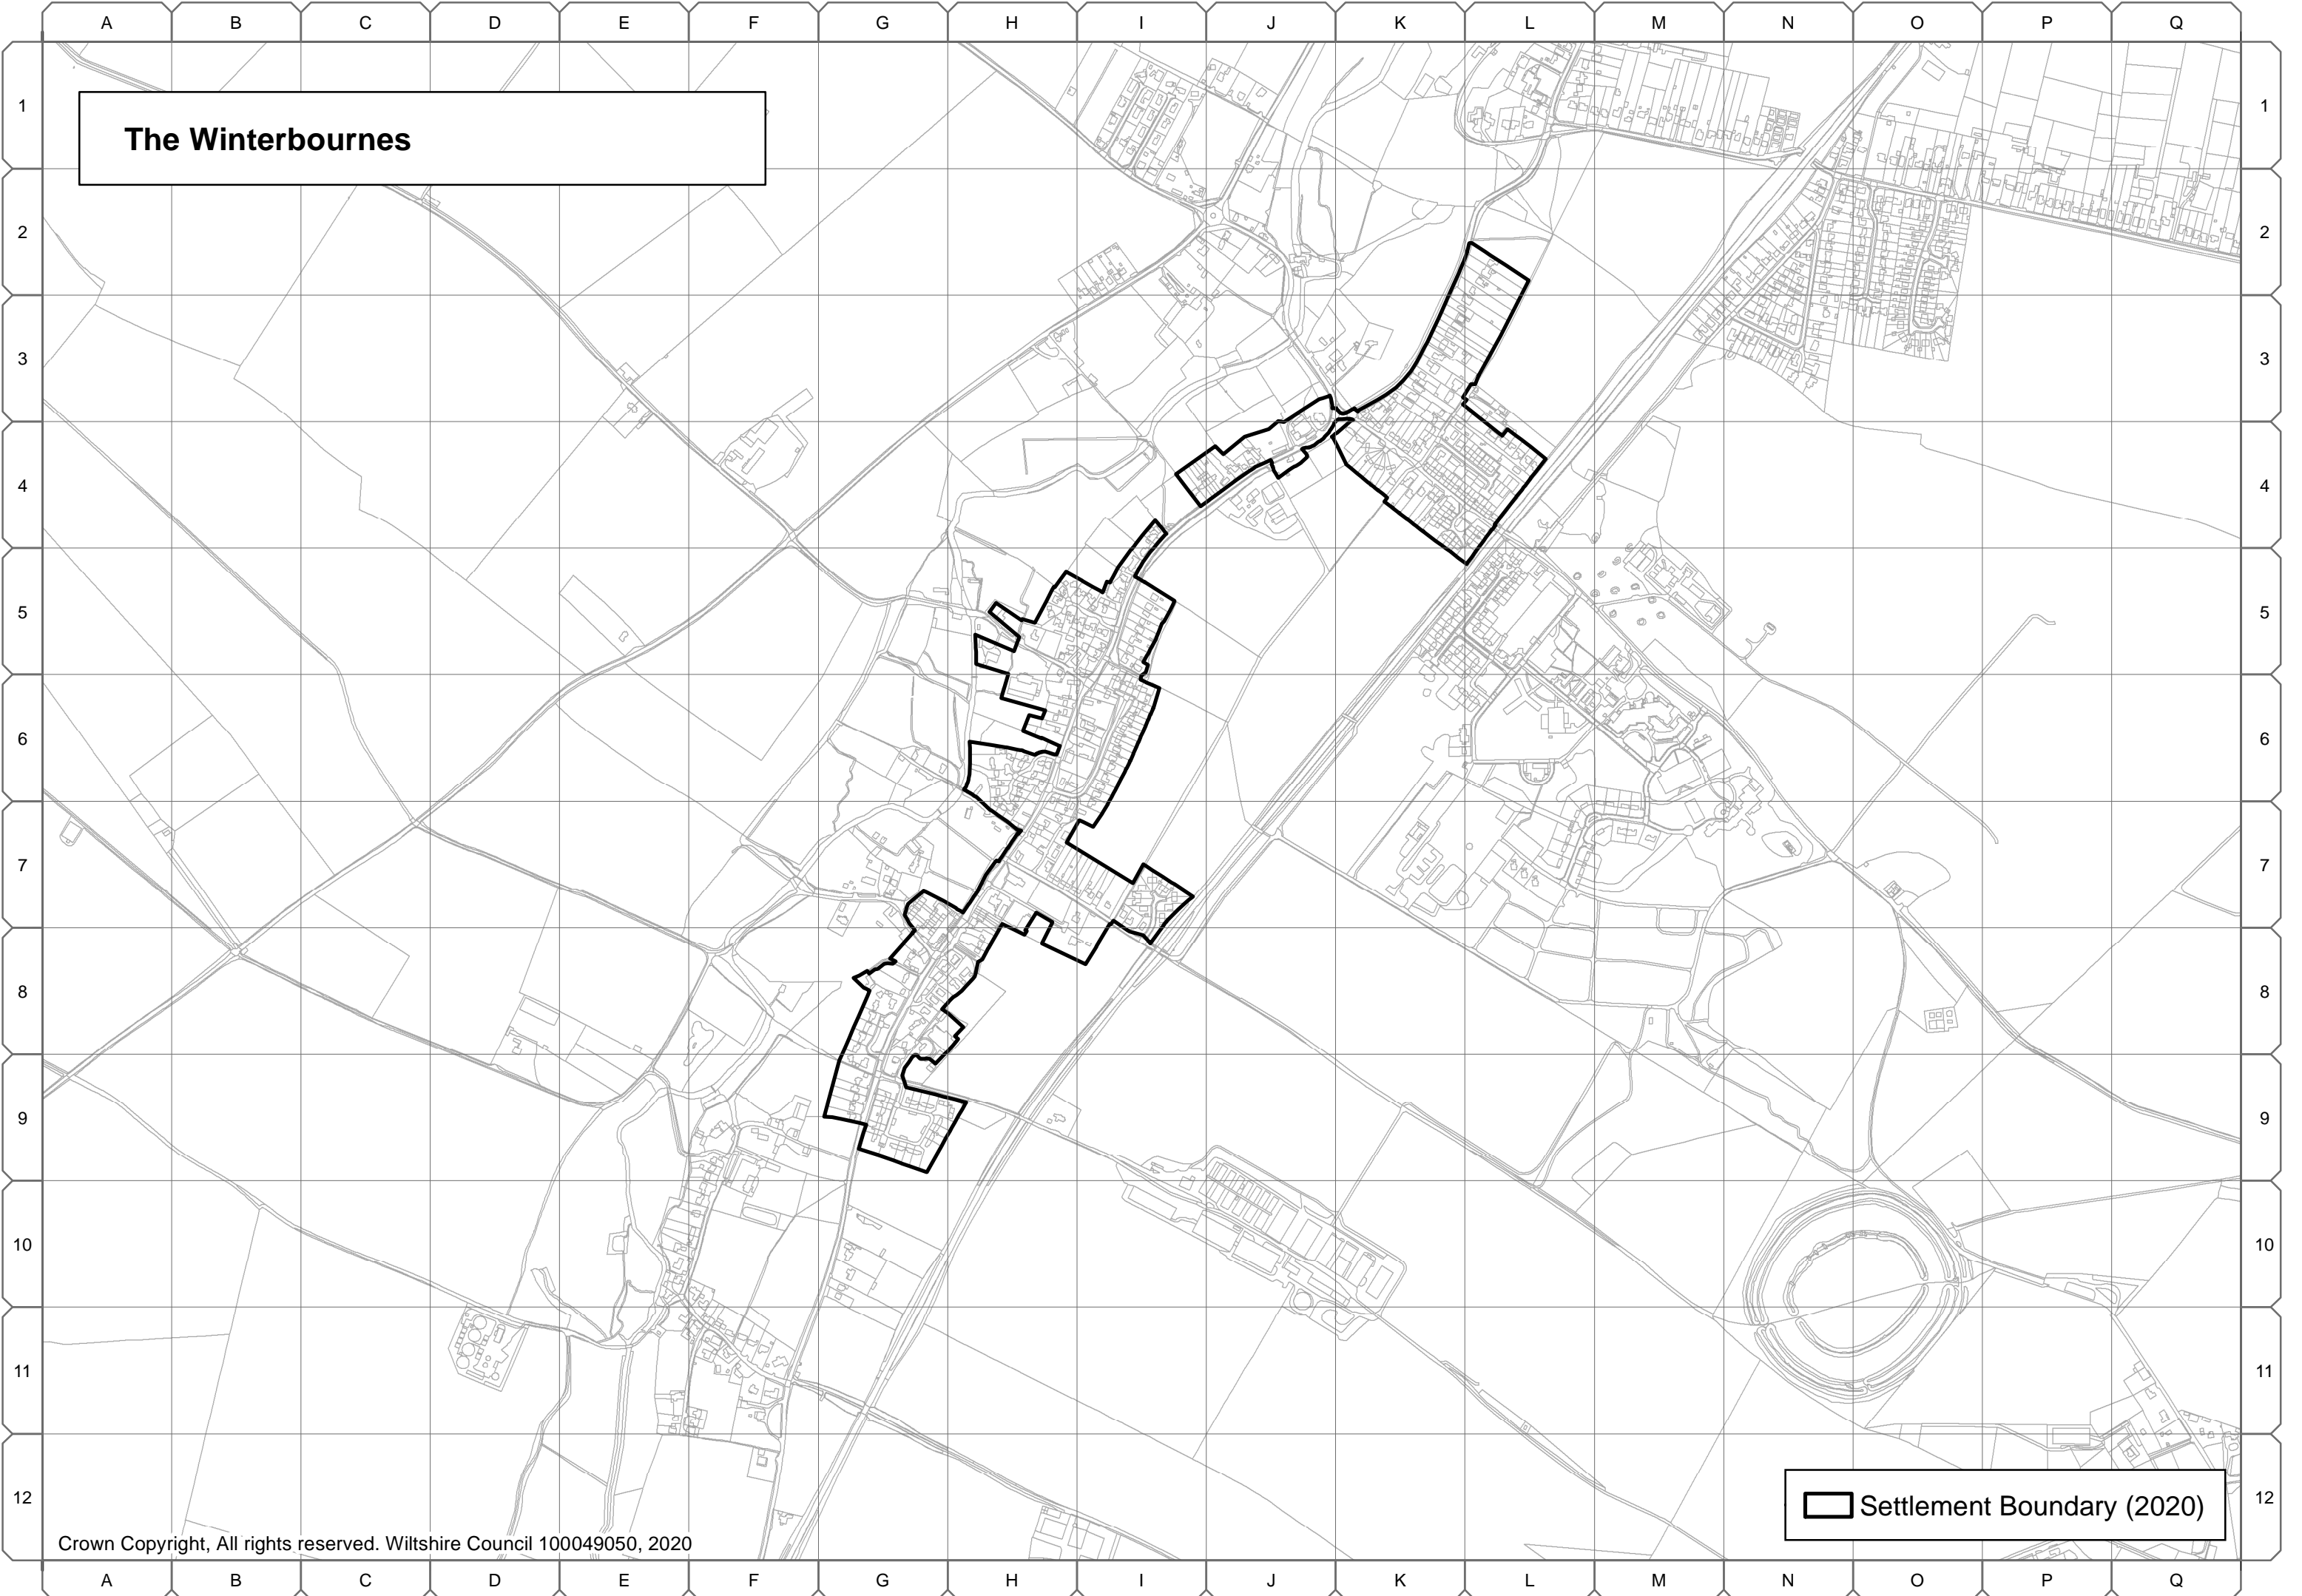 A B C D E F G H I J K L M N O P Q
1 1
The Winterbournes
2 2
3 3
4 4
5 5
6 6
7 7
8 8
9 9
10 10
11 11
12 12
Settlement Boundary (2020)
Crown Copyright, All rights reserved. Wiltshire Council 100049050, 2020
A B C D E F G H I J K L M N O P Q